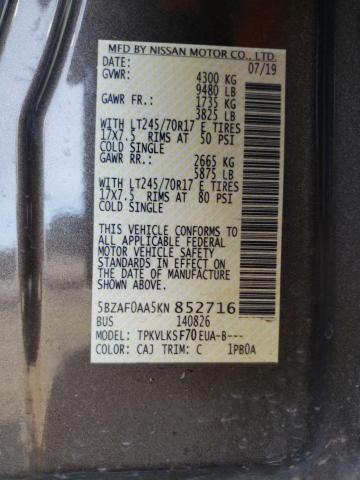 MFD BY NISSAN MOTOR CO., LTD.
DATE: 07/19
GVWR: 4300 KG
9480 LB
GAWR FR.: 1735 KG
3825 LB
WITH LT245/70R17 E TIRES
17X7.5 RIMS AT 50 PSI
COLD SINGLE
GAWR RR.: 2665 KG
5875 LB
WITH LT245/70R17 E TIRES
17X7.5 RIMS AT 80 PSI
COLD SINGLE
THIS VEHICLE CONFORMS TO
ALL APPLICABLE FEDERAL
MOTOR VEHICLE SAFETY
STANDARDS IN EFFECT ON
THE DATE OF MANUFACTURE
SHOWN ABOVE.
5BZAF0AA5KN 852716
BUS 140826
MODEL: TPKVLKSF70EUA-B---
COLOR: CAJ TRIM: C 1PB0A